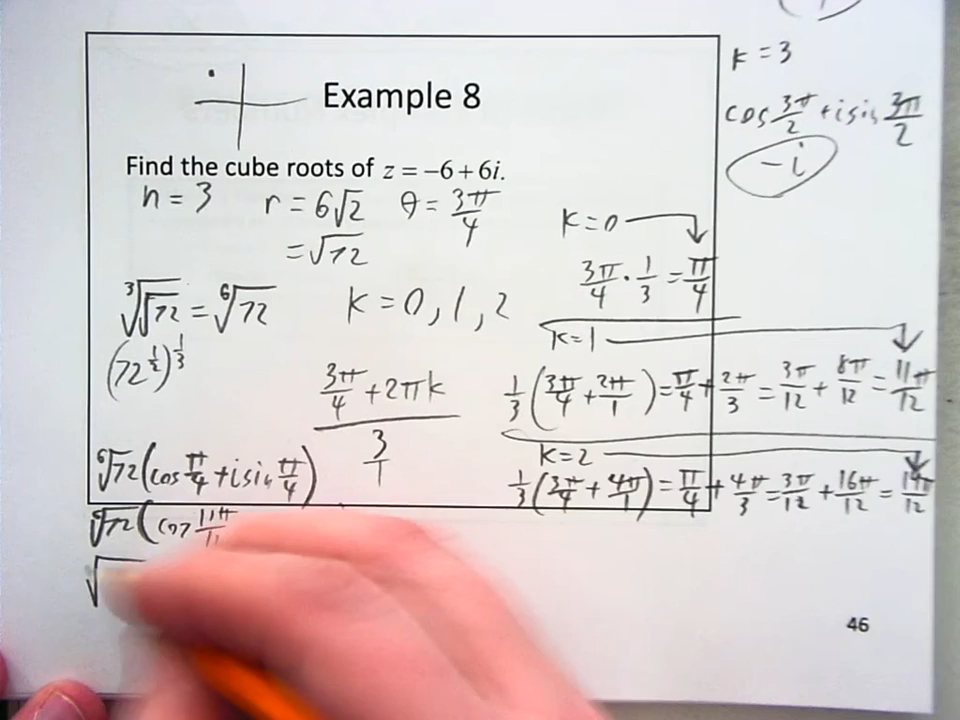 Example 8
Find the cube roots of z = −6 + 6i.
n = 3 r = 6√2 θ = 3π/4
= √72
∛√72 = ⁶√72 k = 0, 1, 2
(72^½)^⅓
(3π/4 + 2πk) / (3/1)
⁶√72 (cos π/4 + i sin π/4)
⁶√72 (cos 11π
√
k=0
3π/4 · 1/3 = π/4
k=1
1/3 (3π/4 + 2π/1) = π/4 + 2π/3 = 3π/12 + 8π/12 = 11π/12
k=2
1/3 (3π/4 + 4π/1) = π/4 + 4π/3 = 3π/12 + 16π/12 = 19π/12
k = 3
cos 3π/2 + i sin 3π/2
−i
46